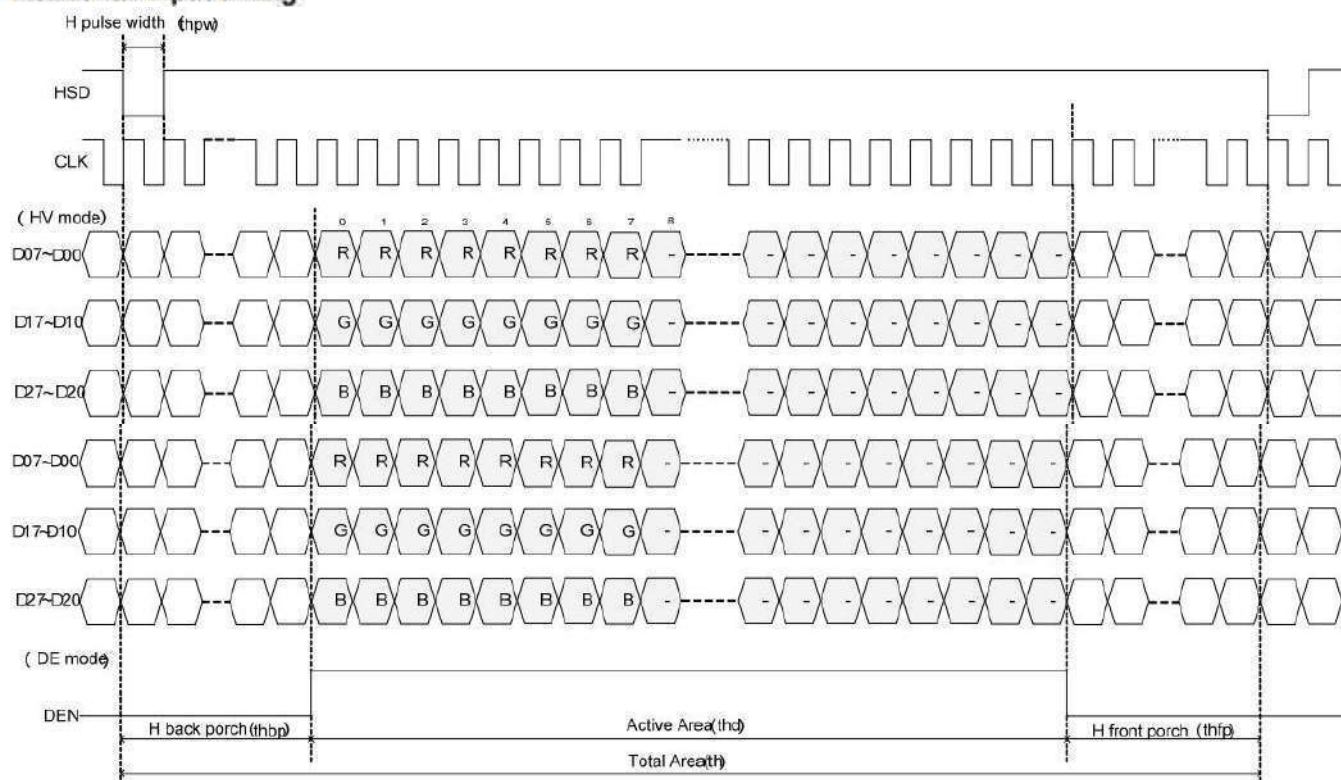 H pulse width (thpw)
HSD
CLK
( HV mode)
0 1 2 3 4 5 6 7 8
D07~D00 R R R R R R R R - - - - - - - - -
D17~D10 G G G G G G G G - - - - - - - - -
D27~D20 B B B B B B B B - - - - - - - - -
D07~D00 R R R R R R R R - - - - - - - - -
D17~D10 G G G G G G G G - - - - - - - - -
D27~D20 B B B B B B B B - - - - - - - - -
( DE mode)
DEN
H back porch (thbp) Active Area(thd) H front porch (thfp)
Total Area(th)